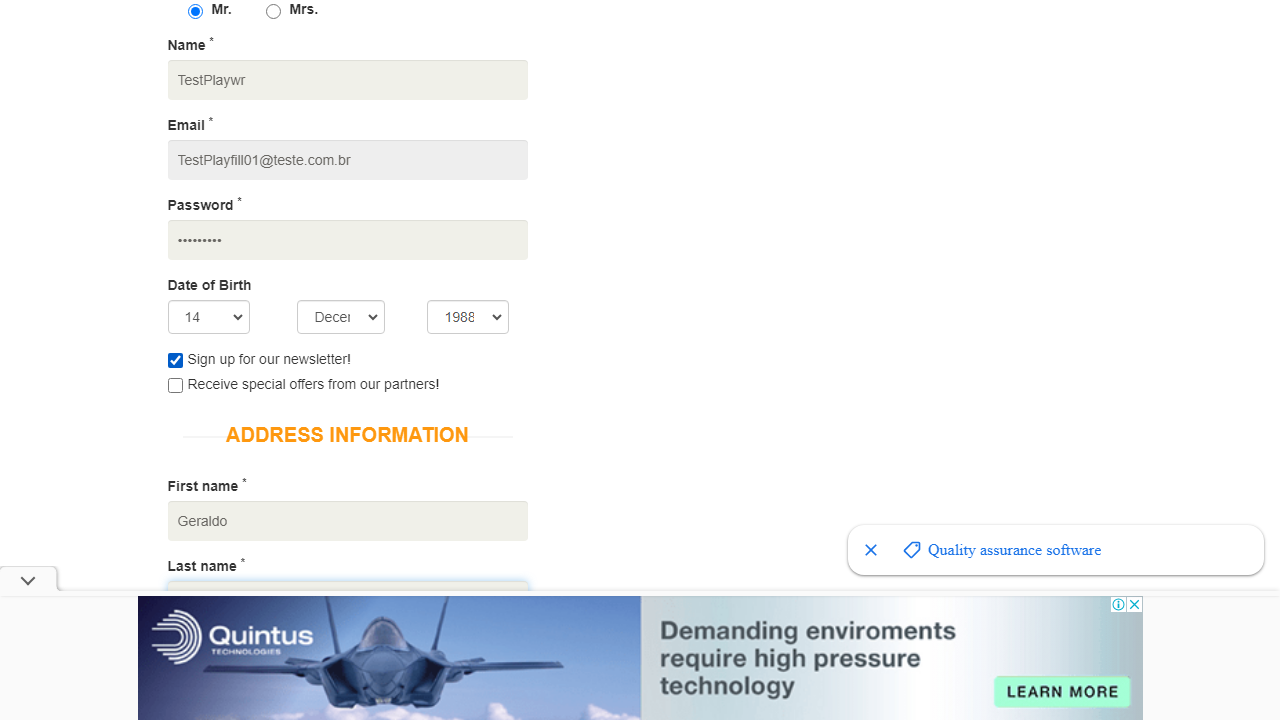 Mr. Mrs.
Name *
TestPlaywr
Email *
TestPlayfill01@teste.com.br
Password *
•••••••••
Date of Birth
14 Decer 1988
Sign up for our newsletter!
Receive special offers from our partners!
ADDRESS INFORMATION
First name *
Geraldo
Last name *
Quality assurance software
Quintus
TECHNOLOGIES
Demanding enviroments
require high pressure
technology
LEARN MORE